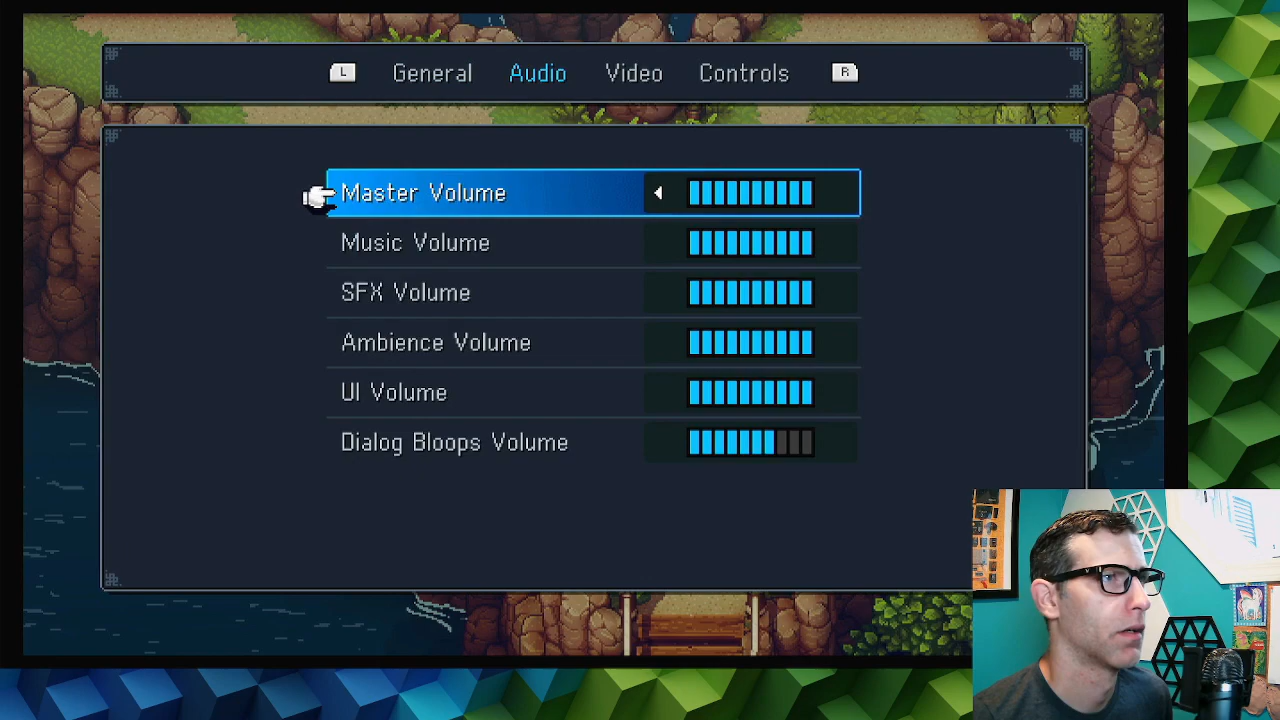 L General Audio Video Controls R
Master Volume
Music Volume
SFX Volume
Ambience Volume
UI Volume
Dialog Bloops Volume